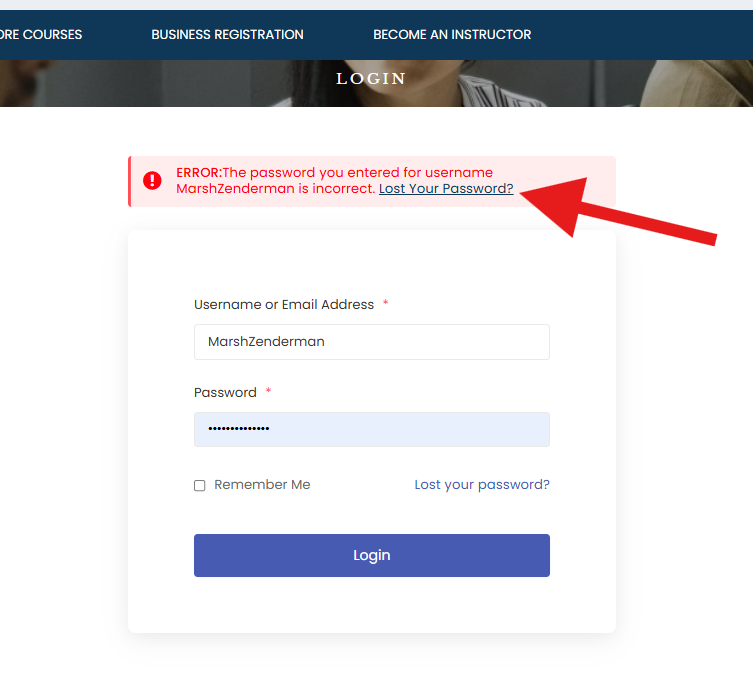 ORE COURSES BUSINESS REGISTRATION BECOME AN INSTRUCTOR
LOGIN
ERROR:The password you entered for username
MarshZenderman is incorrect. Lost Your Password?
Username or Email Address *
MarshZenderman
Password *
••••••••••••••
Remember Me Lost your password?
Login